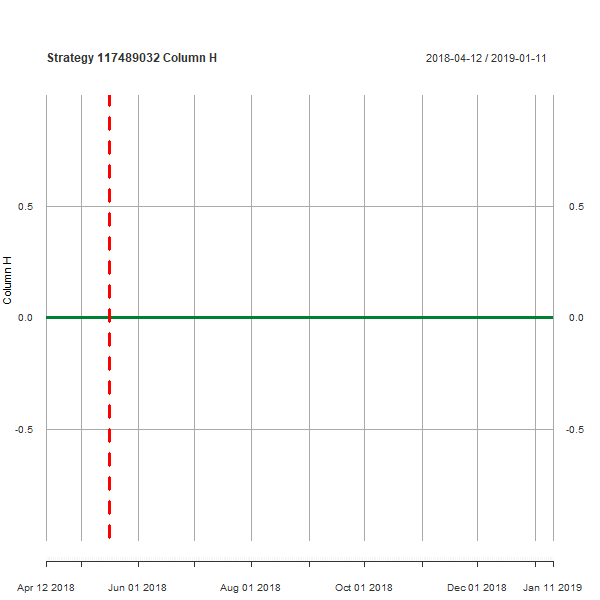 Strategy 117489032 Column H
2018-04-12 / 2019-01-11
0.5
0.5
Column H
0.0
0.0
-0.5
-0.5
Apr 12 2018
Jun 01 2018
Aug 01 2018
Oct 01 2018
Dec 01 2018
Jan 11 2019